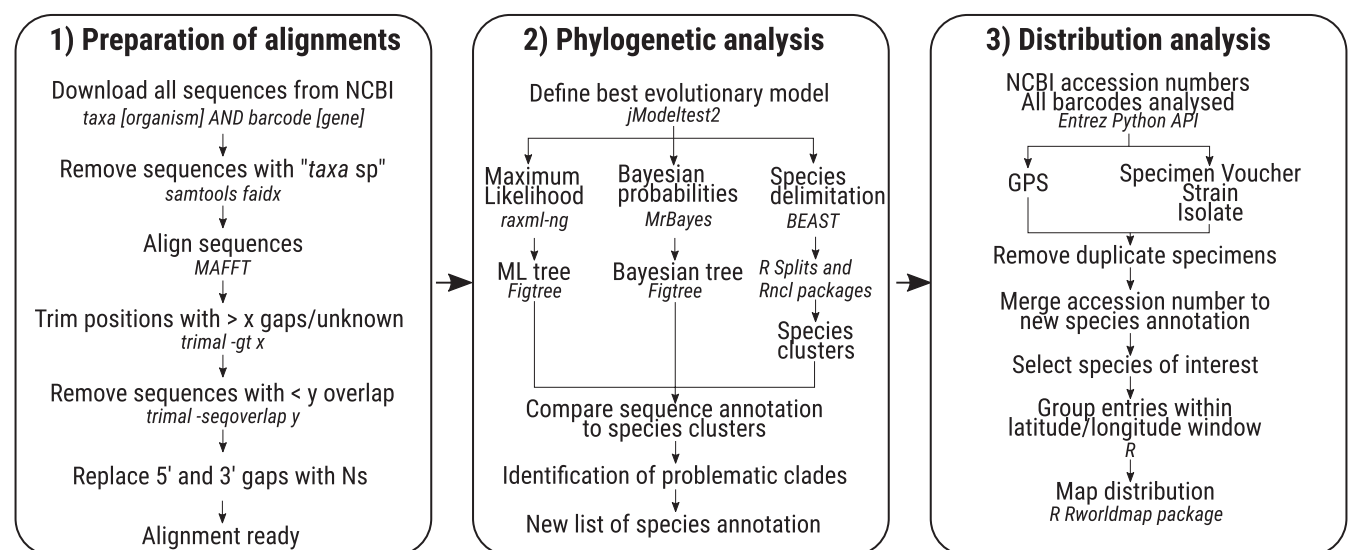 1) Preparation of alignments
Download all sequences from NCBI
taxa [organism] AND barcode [gene]
Remove sequences with "taxa sp"
samtools faidx
Align sequences
MAFFT
Trim positions with > x gaps/unknown
trimal -gt x
Remove sequences with < y overlap
trimal -seqoverlap y
Replace 5' and 3' gaps with Ns
Alignment ready
2) Phylogenetic analysis
Define best evolutionary model
jModeltest2
Maximum
Likelihood
raxml-ng
ML tree
Figtree
Bayesian
probabilities
MrBayes
Bayesian tree
Figtree
Species
delimitation
BEAST
R Splits and
Rncl packages
Species
clusters
Compare sequence annotation
to species clusters
Identification of problematic clades
New list of species annotation
3) Distribution analysis
NCBI accession numbers
All barcodes analysed
Entrez Python API
GPS
Specimen Voucher
Strain
Isolate
Remove duplicate specimens
Merge accession number to
new species annotation
Select species of interest
Group entries within
latitude/longitude window
R
Map distribution
R Rworldmap package